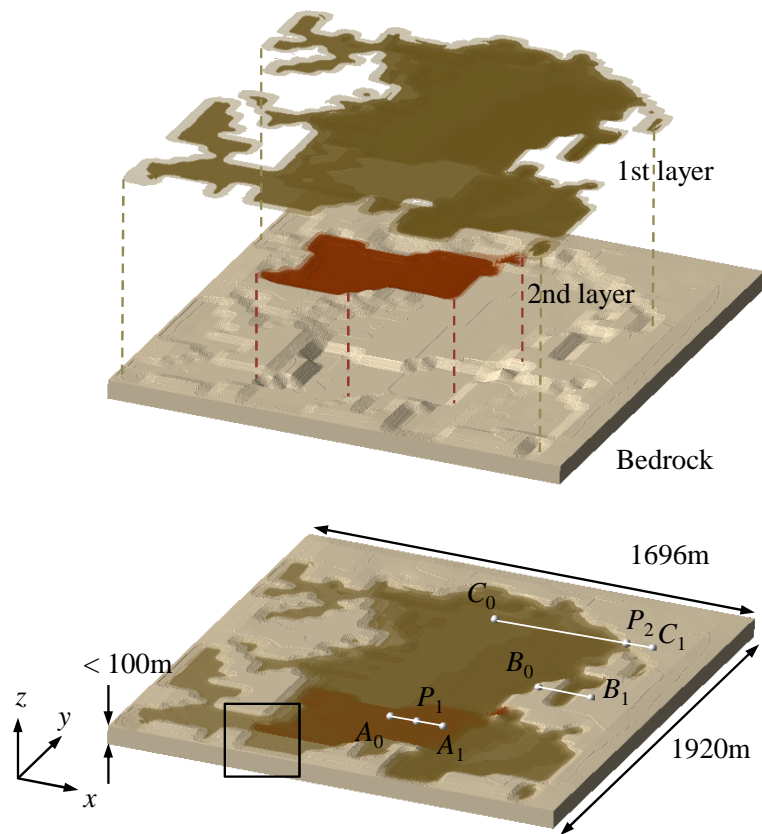 1st layer
2nd layer
Bedrock
1696m
C0
P2 C1
< 100m
B0
B1
z
y
P1
A0
A1
x
1920m